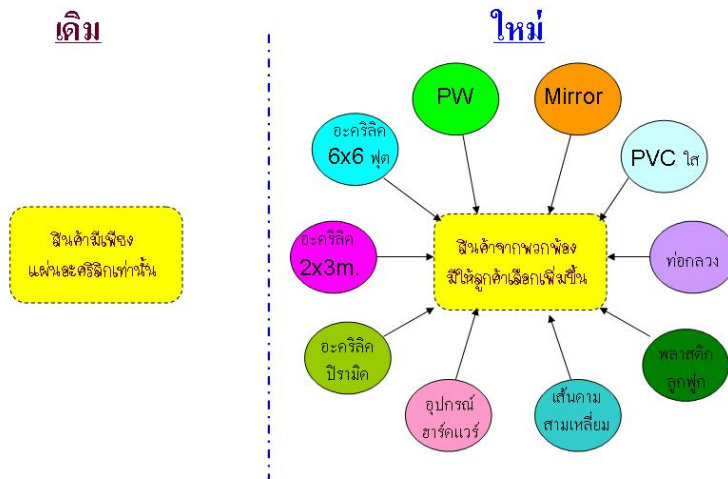 เดิม
สินค้ามีเพียง
แผ่นอะคริลิกเท่านั้น
ใหม่
PW
Mirror
อะคริลิค
6x6 ฟุต
PVC ใส
อะคริลิค
2x3m.
สินค้าจากพวกพ้อง
มีให้ลูกค้าเลือกเพิ่มขึ้น
ท่อกลวง
อะคริลิค
ปิรามิด
พลาสติก
ลูกฟูก
อุปกรณ์
ฮาร์ดแวร์
เส้นดาม
สามเหลี่ยม